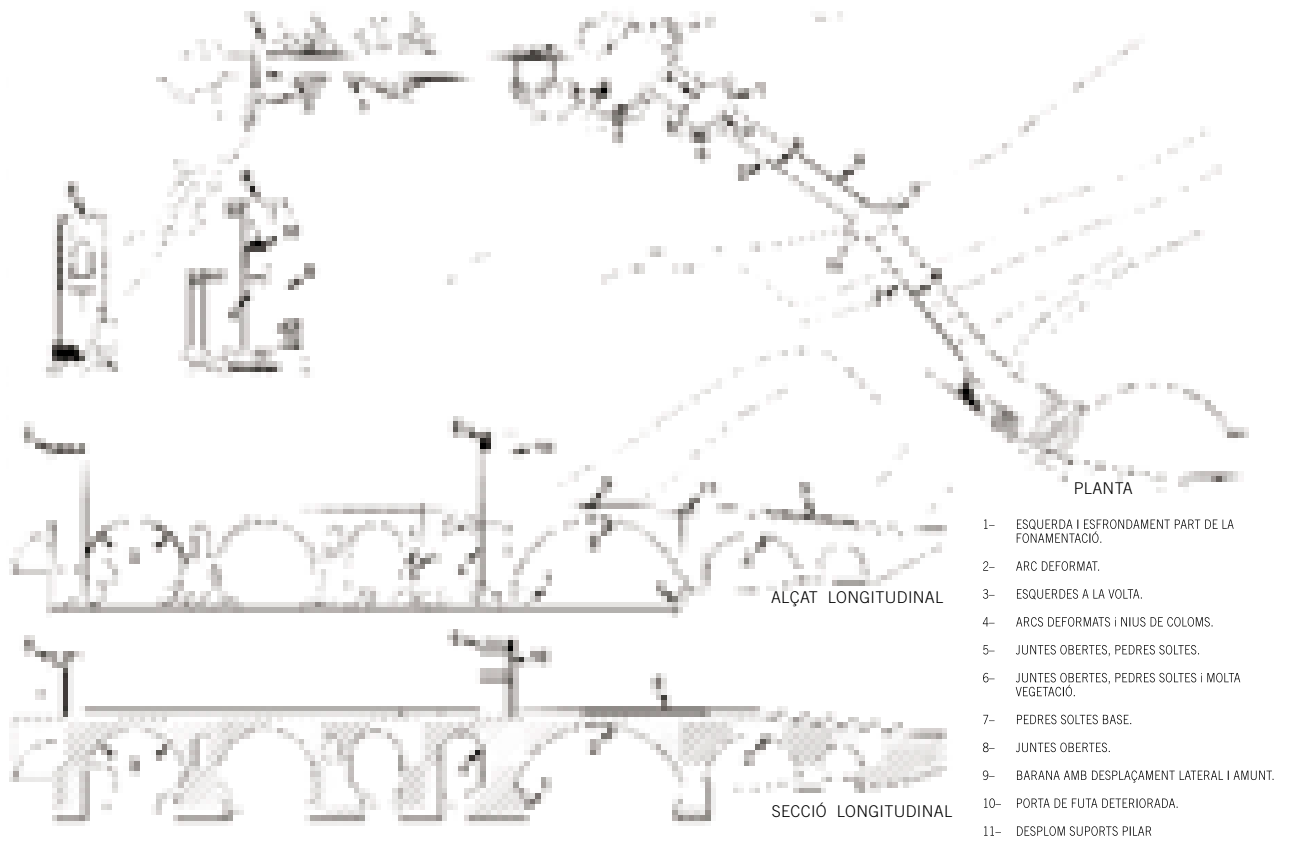 PLANTA
1– ESQUERDA I ESFRONDAMENT PART DE LA
FONAMENTACIÓ.
2– ARC DEFORMAT.
3– ESQUERDES A LA VOLTA.
4– ARCS DEFORMATS i NIUS DE COLOMS.
5– JUNTES OBERTES, PEDRES SOLTES.
6– JUNTES OBERTES, PEDRES SOLTES i MOLTA
VEGETACIÓ.
7– PEDRES SOLTES BASE.
8– JUNTES OBERTES.
9– BARANA AMB DESPLAÇAMENT LATERAL I AMUNT.
10– PORTA DE FUTA DETERIORADA.
11– DESPLOM SUPORTS PILAR
ALÇAT LONGITUDINAL
SECCIÓ LONGITUDINAL